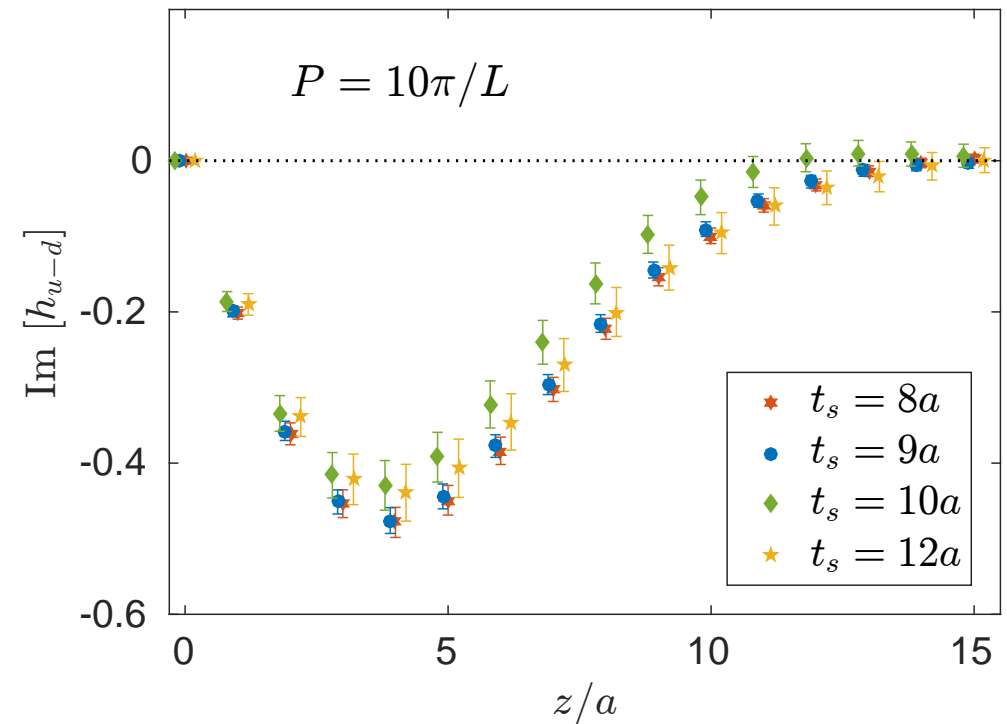 P = 10π/L
Im [h_{u−d}]
0
-0.2
-0.4
-0.6
t_s = 8a
t_s = 9a
t_s = 10a
t_s = 12a
0 5 10 15
z/a